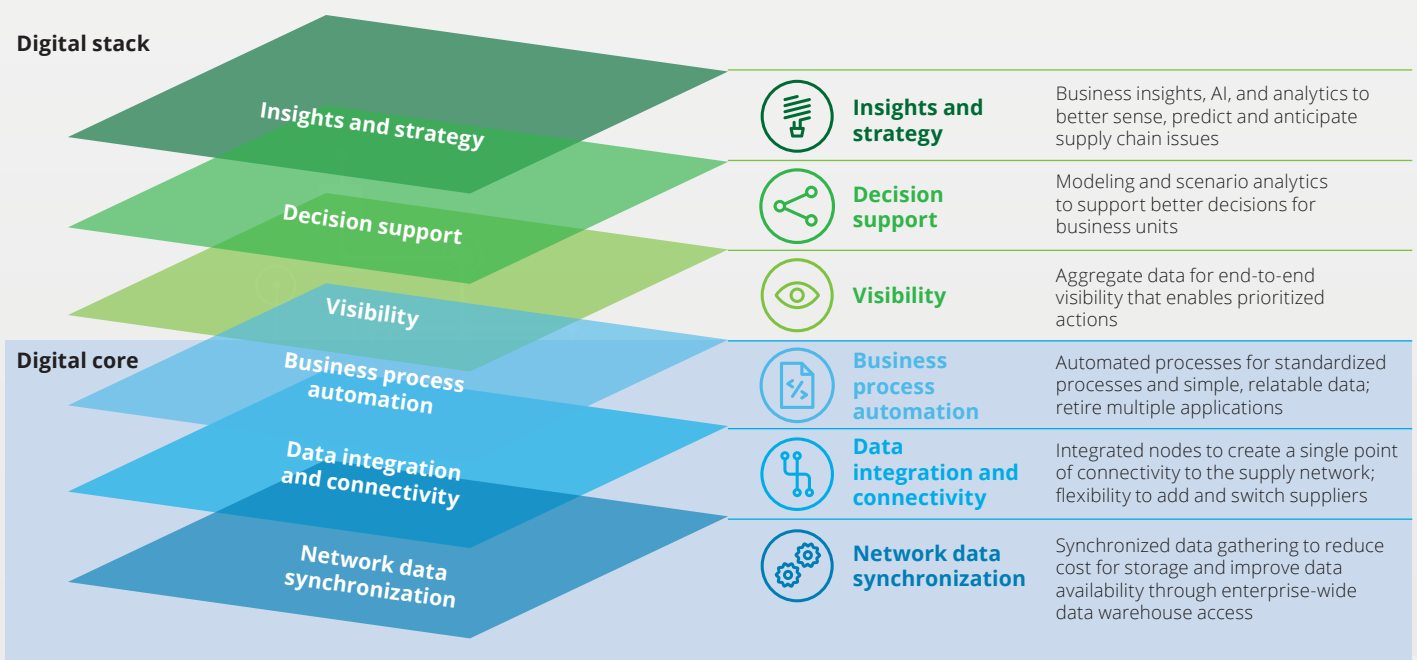 Digital stack
Insights and strategy
Decision support
Visibility
Digital core
Business process
automation
Data integration
and connectivity
Network data
synchronization
Insights and
strategy
Business insights, AI, and analytics to
better sense, predict and anticipate
supply chain issues
Decision
support
Modeling and scenario analytics
to support better decisions for
business units
Visibility
Aggregate data for end-to-end
visibility that enables prioritized
actions
Business
process
automation
Automated processes for standardized
processes and simple, relatable data;
retire multiple applications
Data
integration and
connectivity
Integrated nodes to create a single point
of connectivity to the supply network;
flexibility to add and switch suppliers
Network data
synchronization
Synchronized data gathering to reduce
cost for storage and improve data
availability through enterprise-wide
data warehouse access